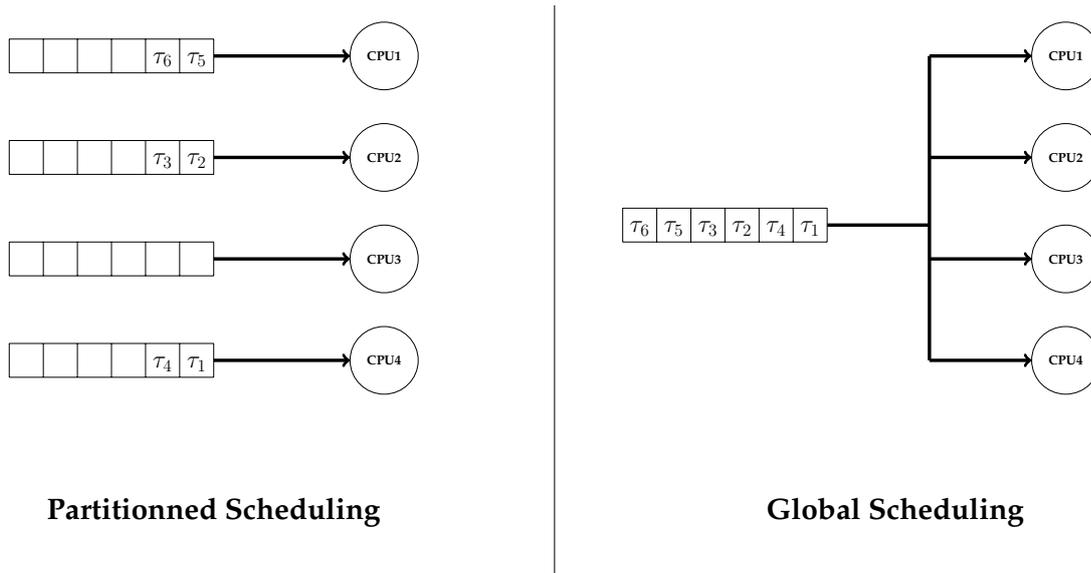 τ6 τ5 CPU1
τ3 τ2 CPU2
CPU3
τ4 τ1 CPU4
Partitionned Scheduling
CPU1
CPU2
τ6 τ5 τ3 τ2 τ4 τ1
CPU3
CPU4
Global Scheduling